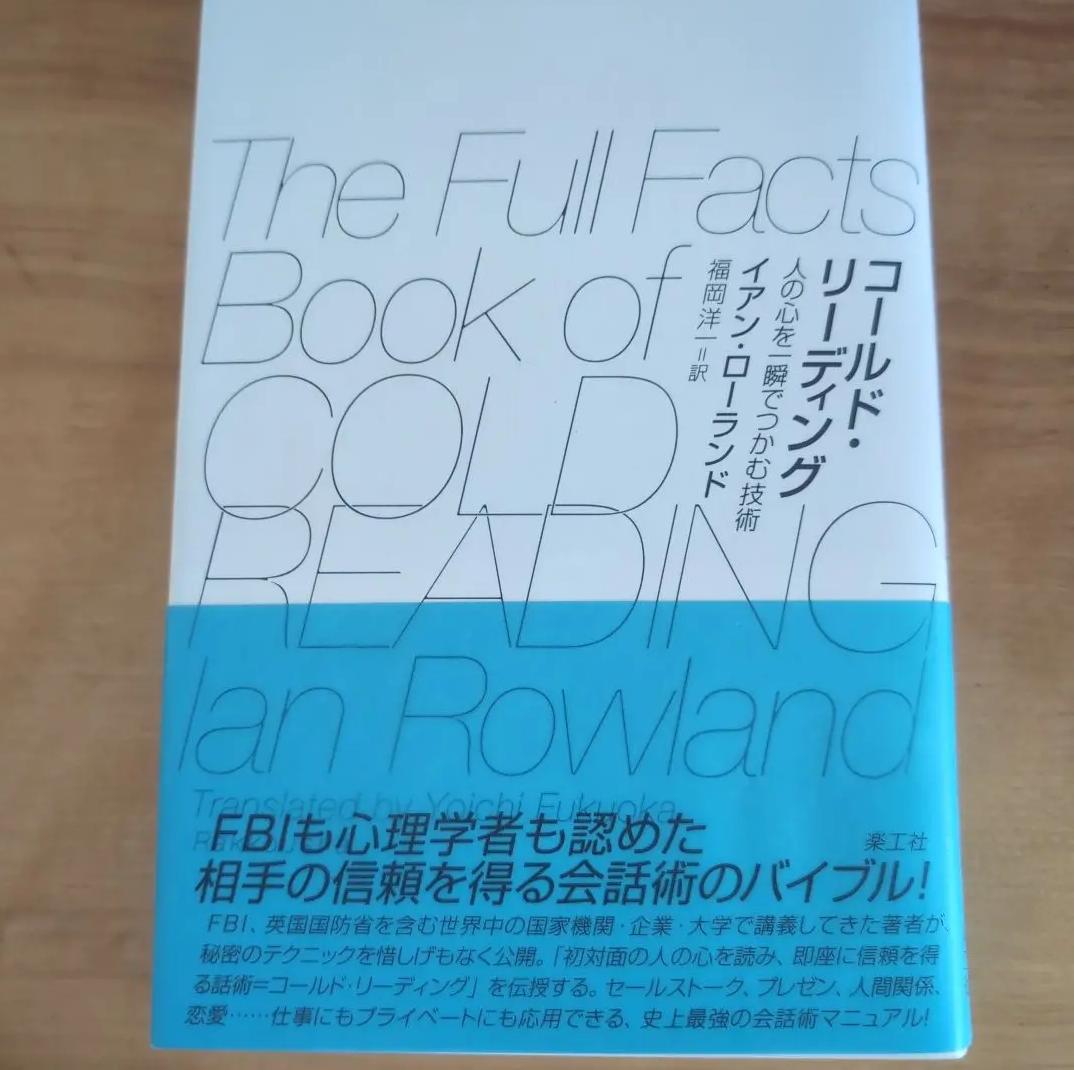 The Full Facts
Book of
COLD
READING
Ian Rowland
コールド・
リーディング
人の心を一瞬でつかむ技術
イアン・ローランド
福岡洋一＝訳
Translated by Yoichi Fukuoka
楽工社
FBIも心理学者も認めた
相手の信頼を得る会話術のバイブル!
FBI、英国国防省を含む世界中の国家機関・企業・大学で講義してきた著者が、
秘密のテクニックを惜しげもなく公開。「初対面の人の心を読み、即座に信頼を得
る話術=コールド・リーディング」を伝授する。セールストーク、プレゼン、人間関係、
恋愛……仕事にもプライベートにも応用できる、史上最強の会話術マニュアル!